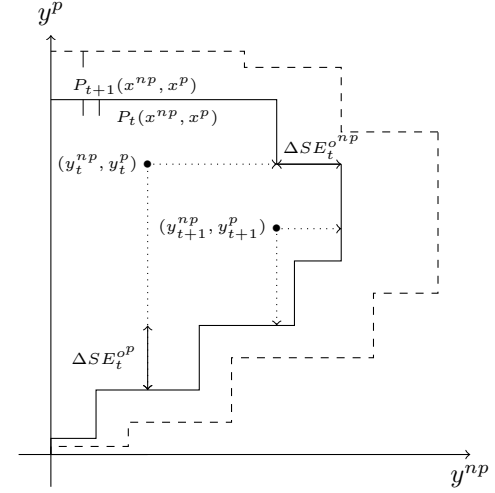 y^p
P_{t+1}(x^{np}, x^p)
P_t(x^{np}, x^p)
ΔSE_t^{o^{np}}
(y_t^{np}, y_t^p)
(y_{t+1}^{np}, y_{t+1}^p)
ΔSE_t^{o^p}
y^{np}